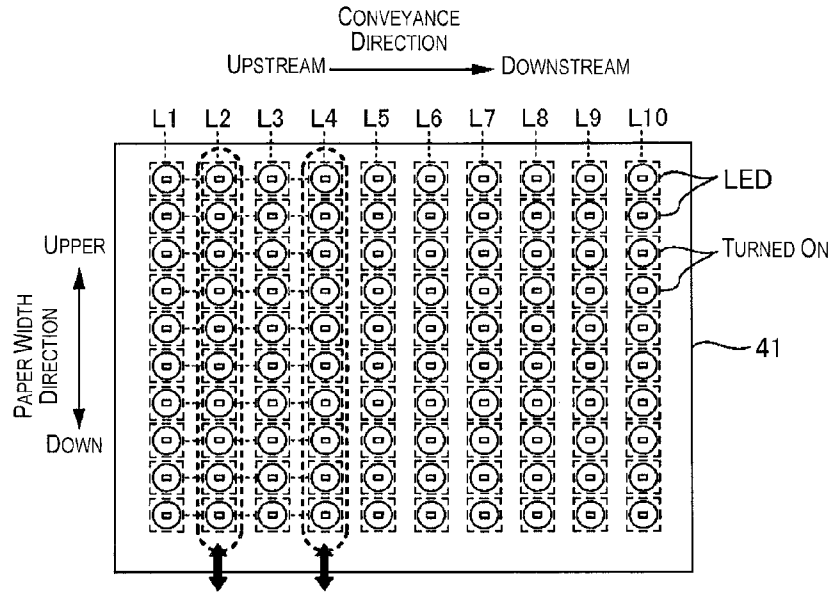 CONVEYANCE
DIRECTION
UPSTREAM DOWNSTREAM
L1 L2 L3 L4 L5 L6 L7 L8 L9 L10
LED
UPPER
TURNED ON
PAPER WIDTH
DIRECTION
41
DOWN